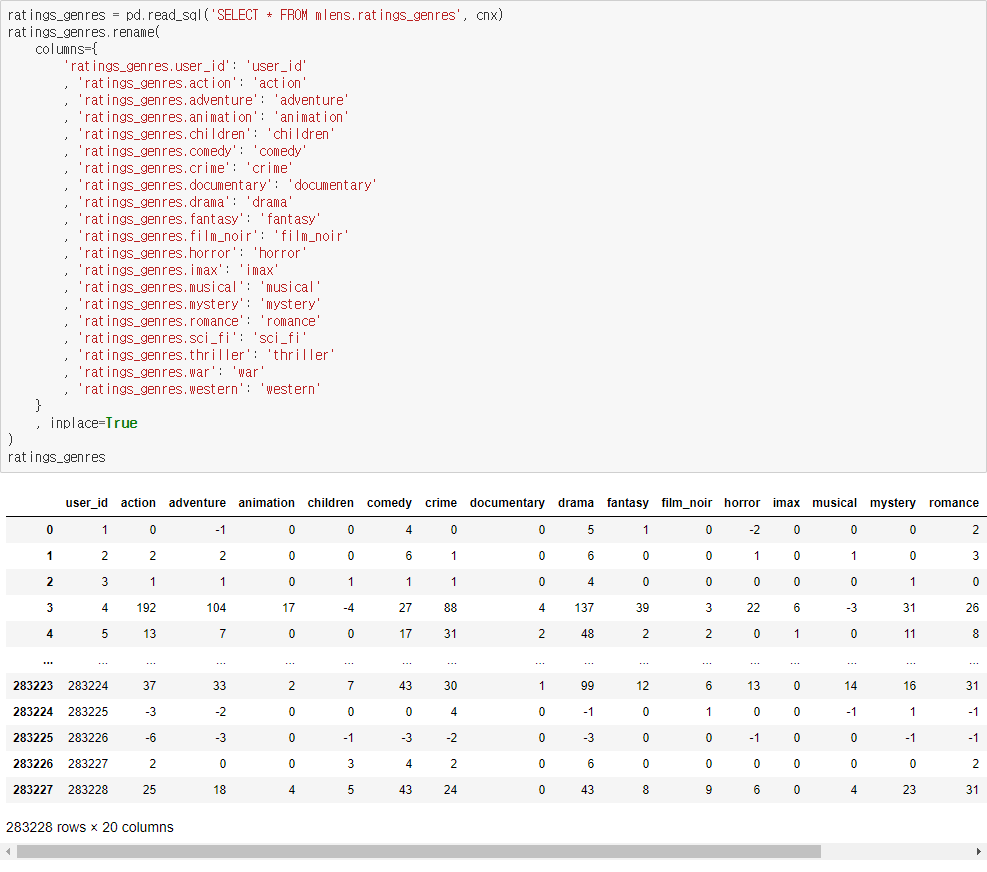 ratings_genres = pd.read_sql('SELECT * FROM mlens.ratings_genres', cnx)
ratings_genres.rename(
    columns={
        'ratings_genres.user_id': 'user_id'
        , 'ratings_genres.action': 'action'
        , 'ratings_genres.adventure': 'adventure'
        , 'ratings_genres.animation': 'animation'
        , 'ratings_genres.children': 'children'
        , 'ratings_genres.comedy': 'comedy'
        , 'ratings_genres.crime': 'crime'
        , 'ratings_genres.documentary': 'documentary'
        , 'ratings_genres.drama': 'drama'
        , 'ratings_genres.fantasy': 'fantasy'
        , 'ratings_genres.film_noir': 'film_noir'
        , 'ratings_genres.horror': 'horror'
        , 'ratings_genres.imax': 'imax'
        , 'ratings_genres.musical': 'musical'
        , 'ratings_genres.mystery': 'mystery'
        , 'ratings_genres.romance': 'romance'
        , 'ratings_genres.sci_fi': 'sci_fi'
        , 'ratings_genres.thriller': 'thriller'
        , 'ratings_genres.war': 'war'
        , 'ratings_genres.western': 'western'
    }
    , inplace=True
)
ratings_genres
user_id action adventure animation children comedy crime documentary drama fantasy film_noir horror imax musical mystery romance
0 1 0 -1 0 0 4 0 0 5 1 0 -2 0 0 0 2
1 2 2 2 0 0 6 1 0 6 0 0 1 0 1 0 3
2 3 1 1 0 1 1 1 0 4 0 0 0 0 0 1 0
3 4 192 104 17 -4 27 88 4 137 39 3 22 6 -3 31 26
4 5 13 7 0 0 17 31 2 48 2 2 0 1 0 11 8
... ... ... ... ... ... ... ... ... ... ... ... ... ... ... ... ...
283223 283224 37 33 2 7 43 30 1 99 12 6 13 0 14 16 31
283224 283225 -3 -2 0 0 0 4 0 -1 0 1 0 0 -1 1 -1
283225 283226 -6 -3 0 -1 -3 -2 0 -3 0 0 -1 0 0 -1 -1
283226 283227 2 0 0 3 4 2 0 6 0 0 0 0 0 0 2
283227 283228 25 18 4 5 43 24 0 43 8 9 6 0 4 23 31
283228 rows × 20 columns